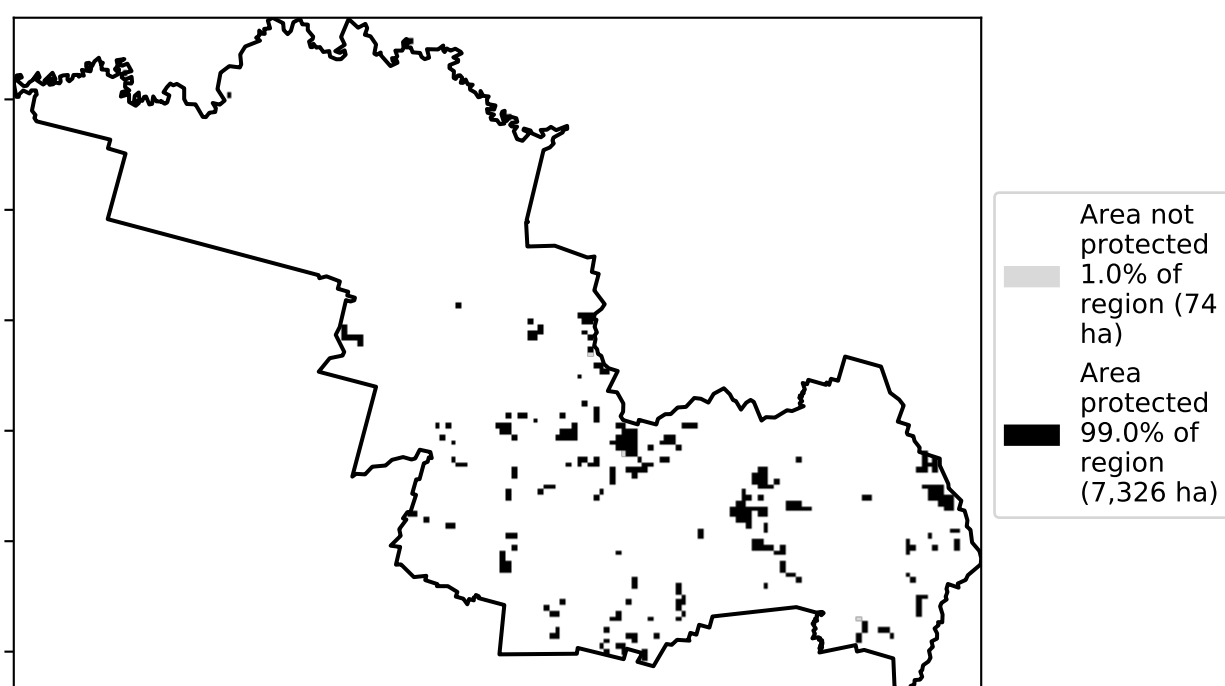 Area not
protected
1.0% of
region (74
ha)
Area
protected
99.0% of
region
(7,326 ha)